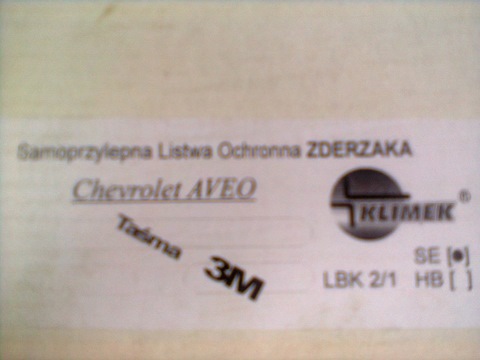 Samoprzylepna Listwa Ochronna ZDERZAKA
Chevrolet AVEO
KLIMEK ®
Taśma 3M
SE [●]
LBK 2/1 HB [ ]